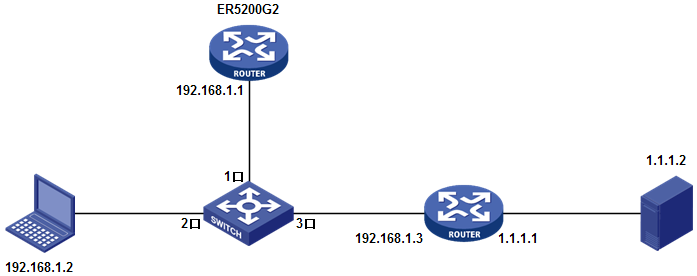 ER5200G2
ROUTER
192.168.1.1
1口
1.1.1.2
2口
SWITCH
3口
ROUTER
192.168.1.3
1.1.1.1
192.168.1.2